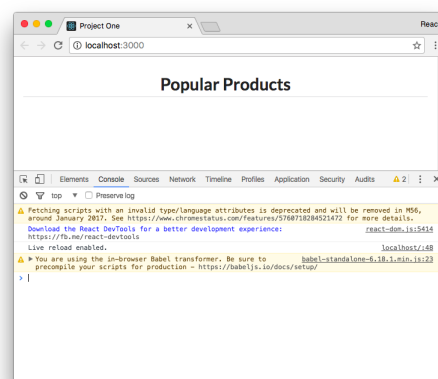 Project One
Reac
localhost:3000
Popular Products
Elements Console Sources Network Timeline Profiles Application Security Audits 2
top Preserve log
Fetching scripts with an invalid type/language attributes is deprecated and will be removed in M56,
around January 2017. See https://www.chromestatus.com/features/5760718284521472 for more details.
Download the React DevTools for a better development experience: react-dom.js:5414
https://fb.me/react-devtools
Live reload enabled. localhost/:48
You are using the in-browser Babel transformer. Be sure to babel-standalone-6.18.1.min.js:23
precompile your scripts for production - https://babeljs.io/docs/setup/